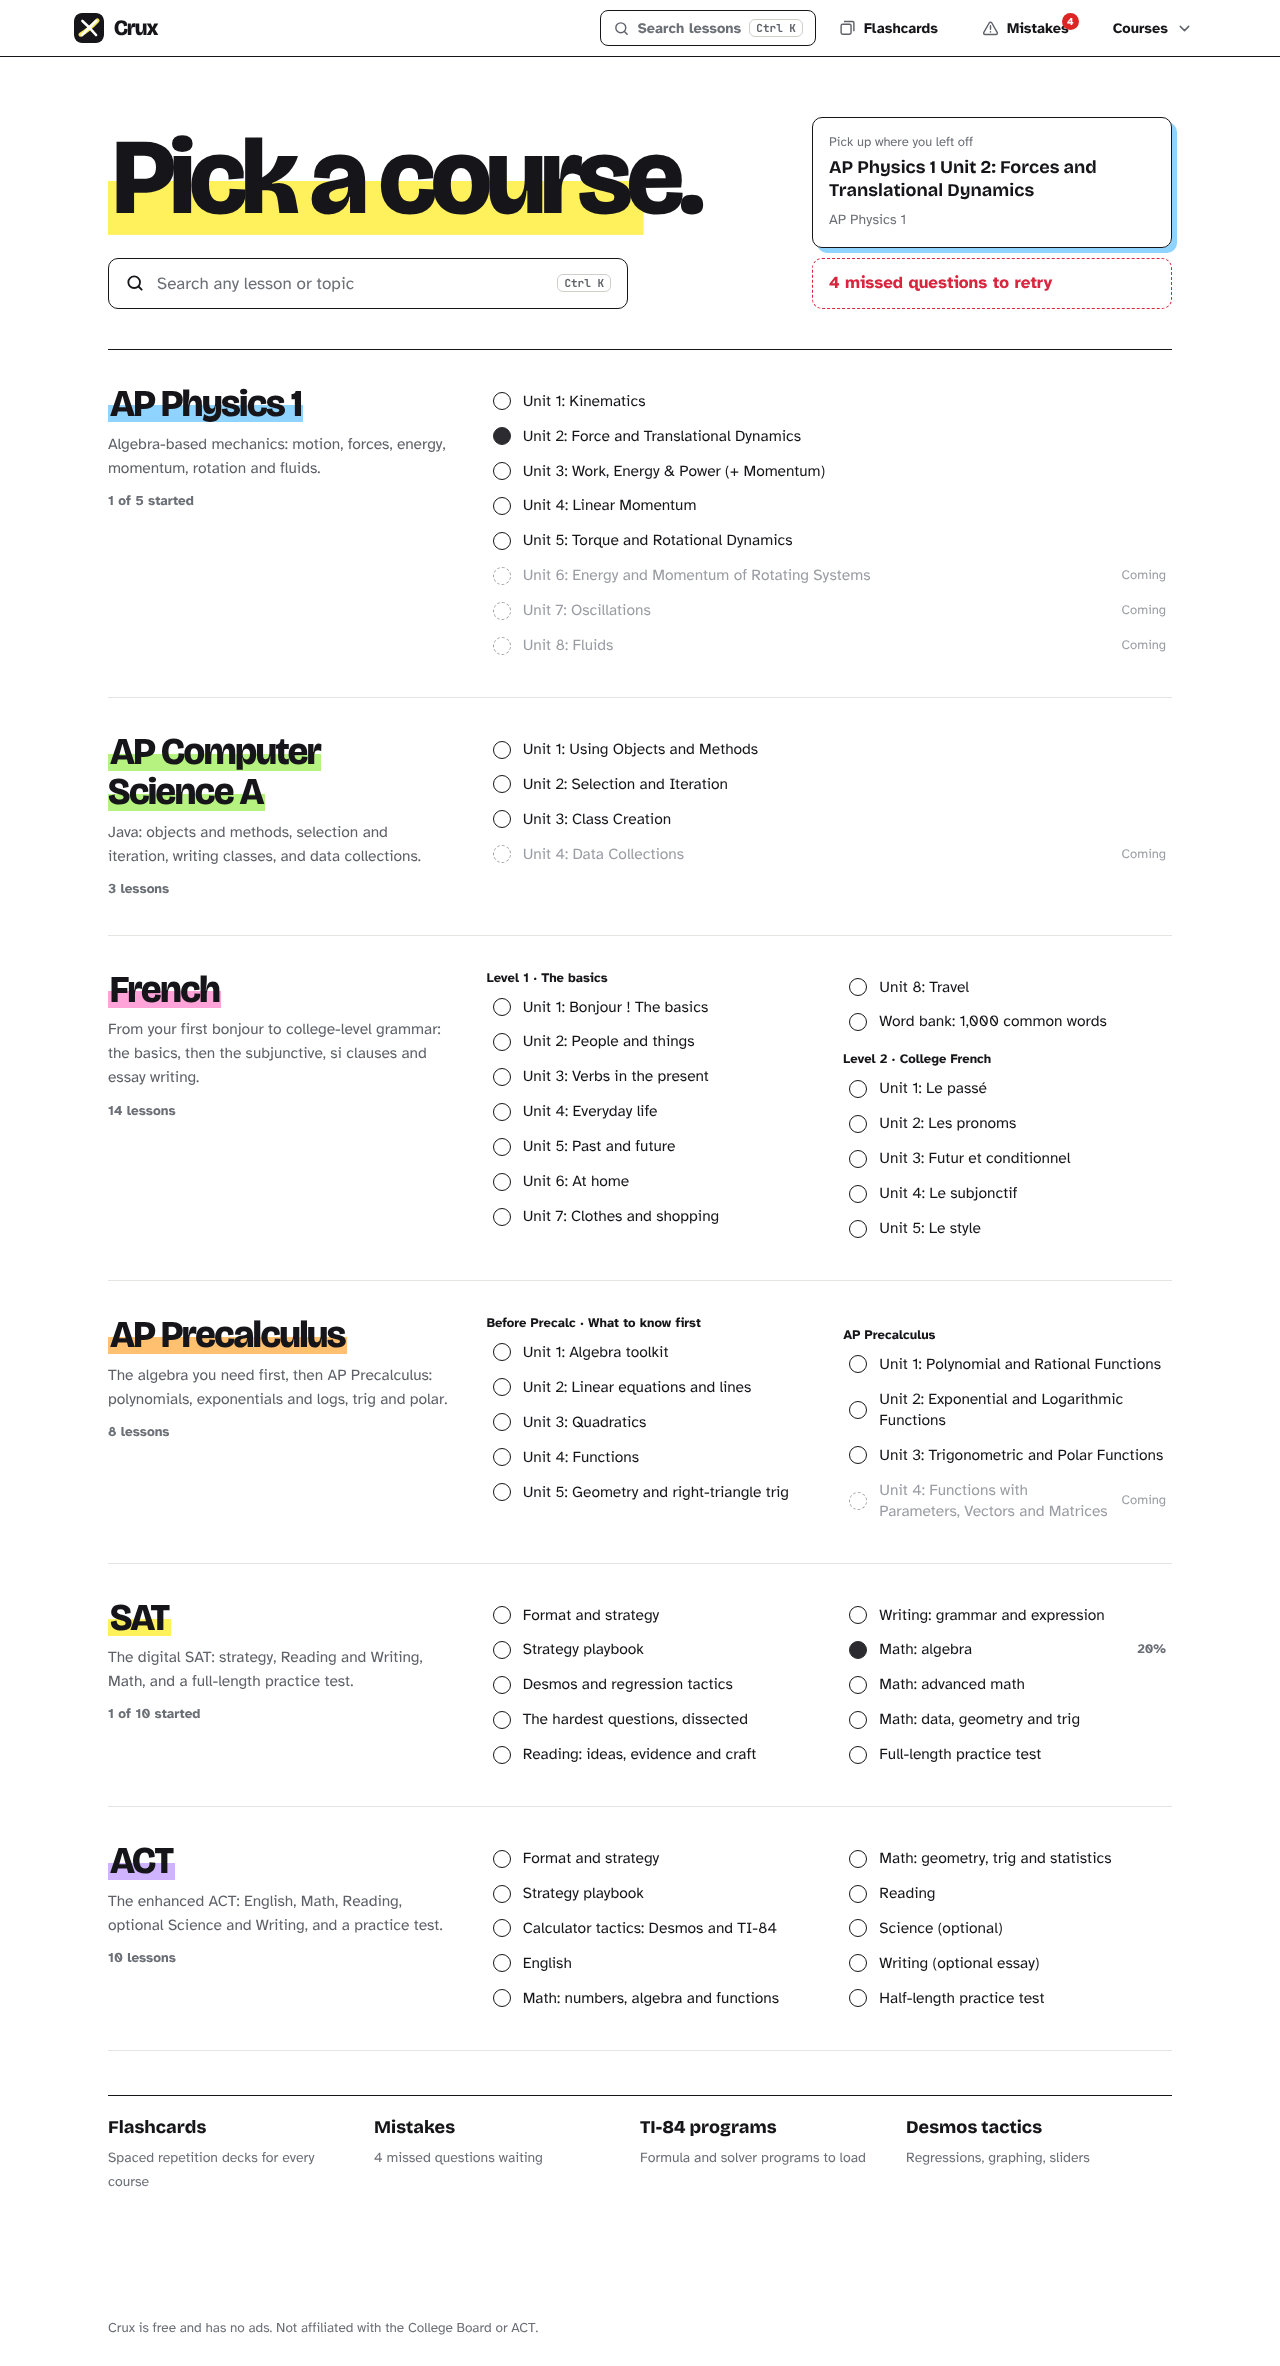 Crux
Search lessons Ctrl K
Flashcards
Mistakes 4
Courses
Pick a course.
Search any lesson or topic Ctrl K
Pick up where you left off
AP Physics 1 Unit 2: Forces and
Translational Dynamics
AP Physics 1
4 missed questions to retry
AP Physics 1
Algebra-based mechanics: motion, forces, energy,
momentum, rotation and fluids.
1 of 5 started
Unit 1: Kinematics
Unit 2: Force and Translational Dynamics
Unit 3: Work, Energy & Power (+ Momentum)
Unit 4: Linear Momentum
Unit 5: Torque and Rotational Dynamics
Unit 6: Energy and Momentum of Rotating Systems Coming
Unit 7: Oscillations Coming
Unit 8: Fluids Coming
AP Computer
Science A
Java: objects and methods, selection and
iteration, writing classes, and data collections.
3 lessons
Unit 1: Using Objects and Methods
Unit 2: Selection and Iteration
Unit 3: Class Creation
Unit 4: Data Collections Coming
French
From your first bonjour to college-level grammar:
the basics, then the subjunctive, si clauses and
essay writing.
14 lessons
Level 1 · The basics
Unit 1: Bonjour ! The basics
Unit 2: People and things
Unit 3: Verbs in the present
Unit 4: Everyday life
Unit 5: Past and future
Unit 6: At home
Unit 7: Clothes and shopping
Unit 8: Travel
Word bank: 1,000 common words
Level 2 · College French
Unit 1: Le passé
Unit 2: Les pronoms
Unit 3: Futur et conditionnel
Unit 4: Le subjonctif
Unit 5: Le style
AP Precalculus
The algebra you need first, then AP Precalculus:
polynomials, exponentials and logs, trig and polar.
8 lessons
Before Precalc · What to know first
Unit 1: Algebra toolkit
Unit 2: Linear equations and lines
Unit 3: Quadratics
Unit 4: Functions
Unit 5: Geometry and right-triangle trig
AP Precalculus
Unit 1: Polynomial and Rational Functions
Unit 2: Exponential and Logarithmic
Functions
Unit 3: Trigonometric and Polar Functions
Unit 4: Functions with
Parameters, Vectors and Matrices Coming
SAT
The digital SAT: strategy, Reading and Writing,
Math, and a full-length practice test.
1 of 10 started
Format and strategy
Strategy playbook
Desmos and regression tactics
The hardest questions, dissected
Reading: ideas, evidence and craft
Writing: grammar and expression
Math: algebra 20%
Math: advanced math
Math: data, geometry and trig
Full-length practice test
ACT
The enhanced ACT: English, Math, Reading,
optional Science and Writing, and a practice test.
10 lessons
Format and strategy
Strategy playbook
Calculator tactics: Desmos and TI-84
English
Math: numbers, algebra and functions
Math: geometry, trig and statistics
Reading
Science (optional)
Writing (optional essay)
Half-length practice test
Flashcards
Spaced repetition decks for every
course
Mistakes
4 missed questions waiting
TI-84 programs
Formula and solver programs to load
Desmos tactics
Regressions, graphing, sliders
Crux is free and has no ads. Not affiliated with the College Board or ACT.